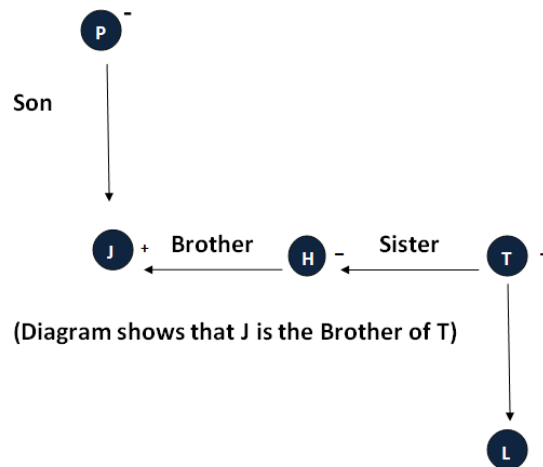 P -
Son
J + Brother H - Sister T -
(Diagram shows that J is the Brother of T)
L